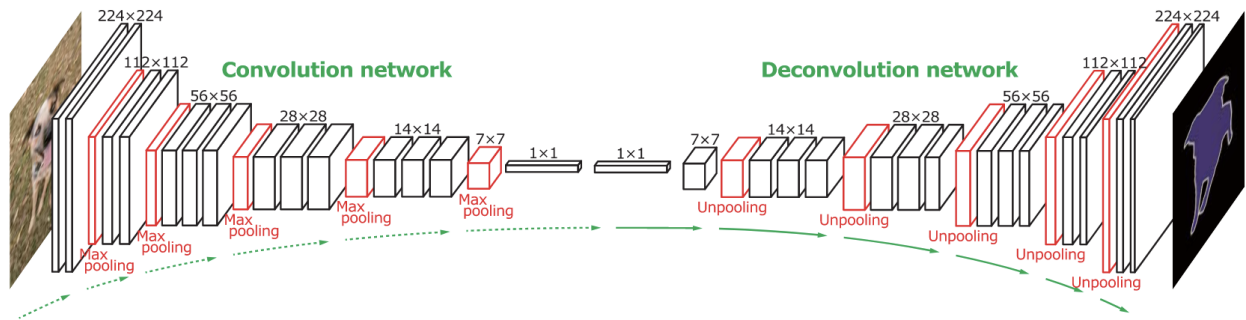 224×224
112×112
56×56
28×28
14×14
7×7
1×1
1×1
7×7
14×14
28×28
56×56
112×112
224×224
Convolution network
Deconvolution network
Max
pooling
Max
pooling
Max
pooling
Max
pooling
Max
pooling
Unpooling
Unpooling
Unpooling
Unpooling
Unpooling